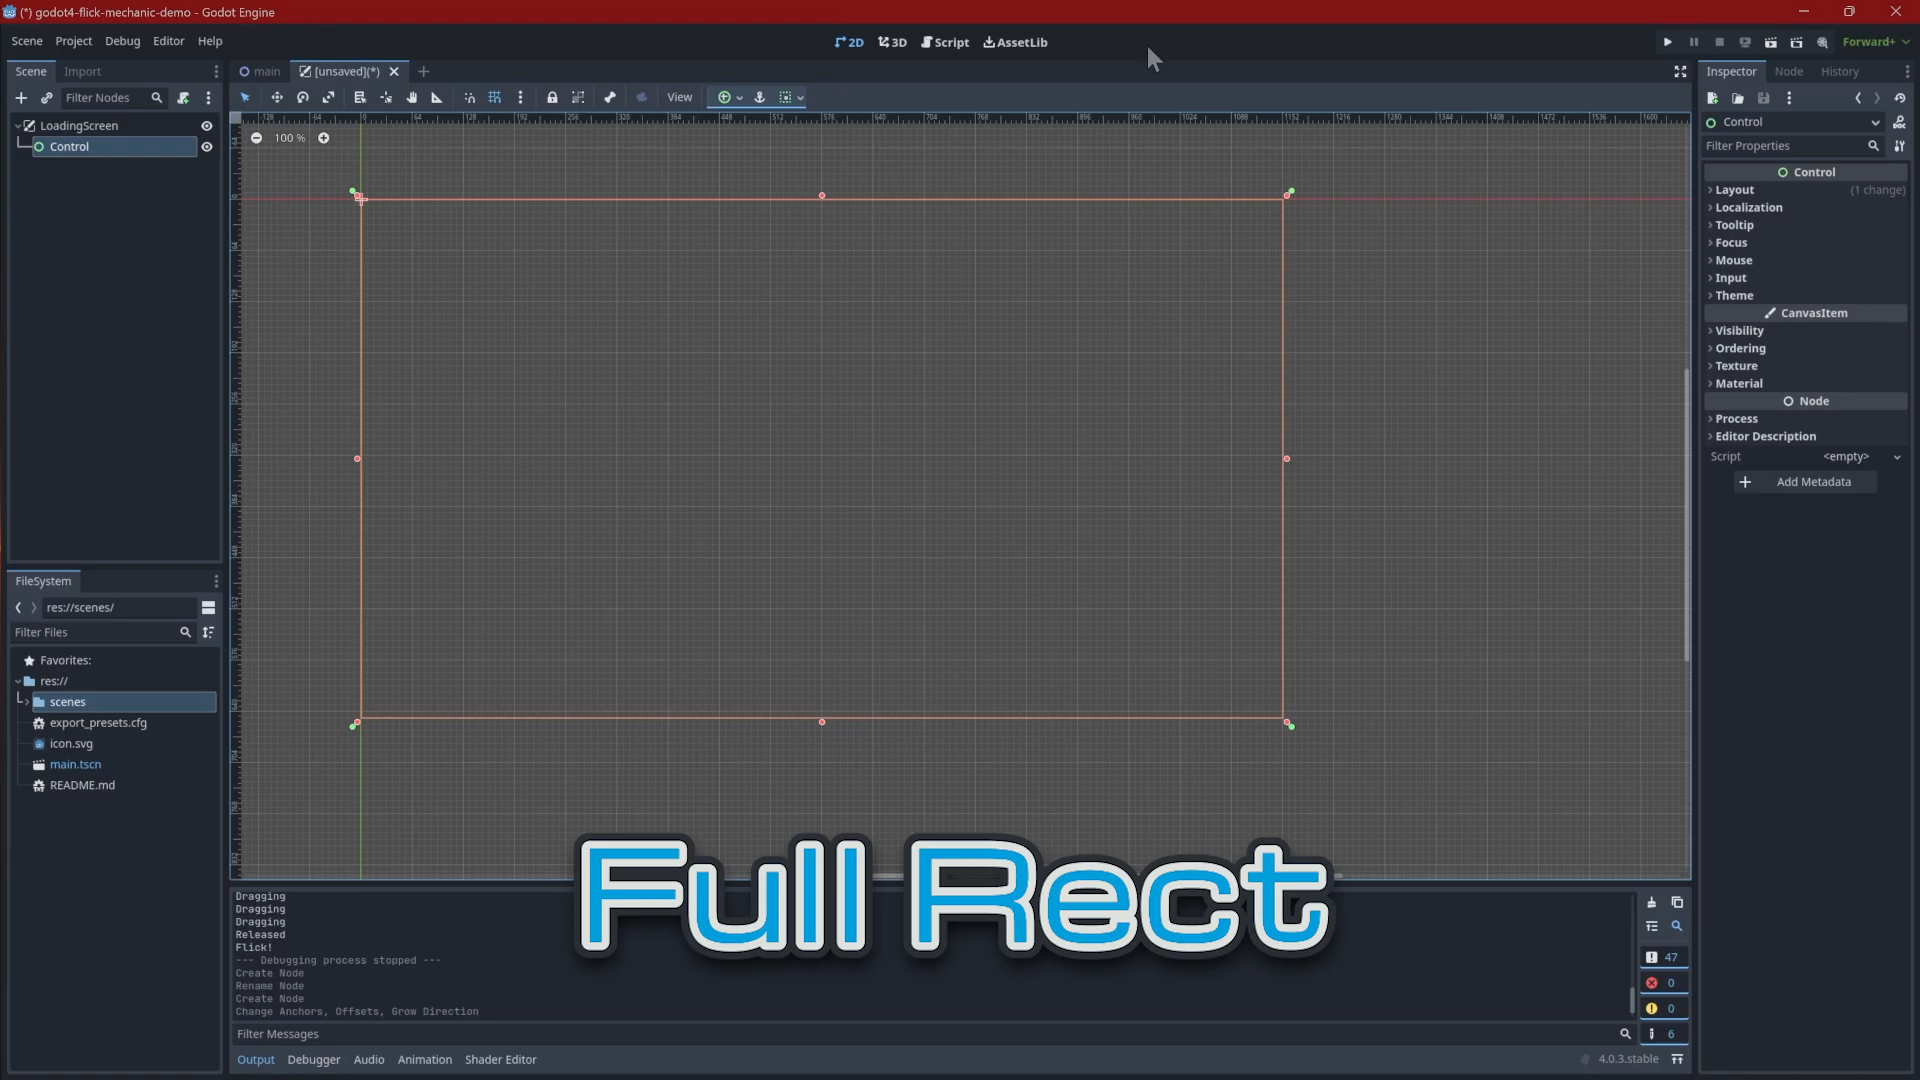 (*) godot4-flick-mechanic-demo - Godot Engine
Scene Project Debug Editor Help
2D 3D Script AssetLib
Forward+
Scene Import
main [unsaved](*)
Inspector Node History
Filter Nodes
View
LoadingScreen
Control
100 %
Control
Filter Properties
Control
Layout (1 change)
Localization
Tooltip
Focus
Mouse
Input
Theme
CanvasItem
Visibility
Ordering
Texture
Material
Node
Process
Editor Description
Script <empty>
Add Metadata
FileSystem
res://scenes/
Filter Files
Favorites:
res://
scenes
export_presets.cfg
icon.svg
main.tscn
README.md
Full Rect
Dragging
Dragging
Dragging
Released
Flick!
--- Debugging process stopped ---
Create Node
Rename Node
Create Node
Change Anchors, Offsets, Grow Direction
47
0
0
6
Filter Messages
Output Debugger Audio Animation Shader Editor
4.0.3.stable